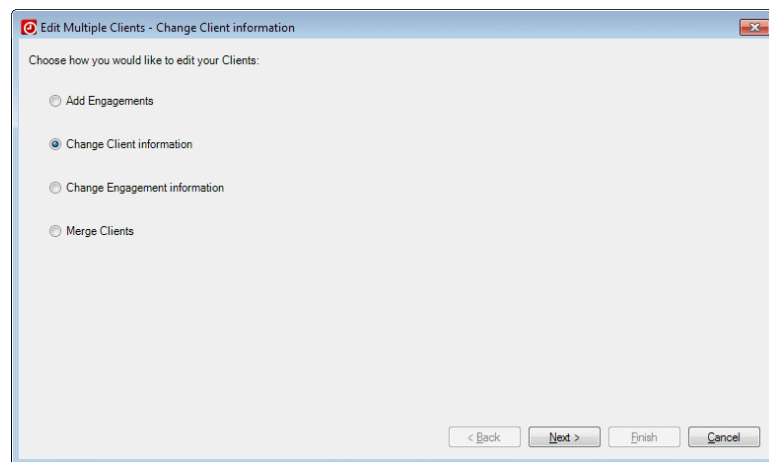 Edit Multiple Clients - Change Client information
Choose how you would like to edit your Clients:
Add Engagements
Change Client information
Change Engagement information
Merge Clients
< Back Next > Finish Cancel